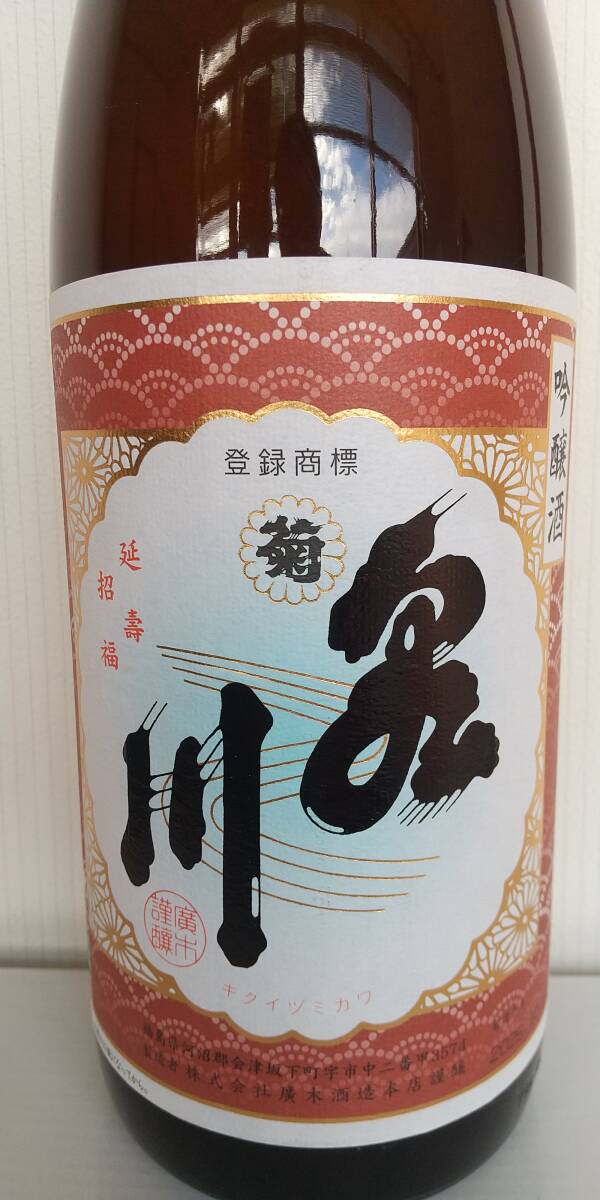 吟醸酒
登録商標
菊
泉川
延壽
招福
廣木
謹醸
キクイヅミカワ
福島県河沼郡会津坂下町字市中二番甲3574
製造者 株式会社廣木酒造本店謹醸